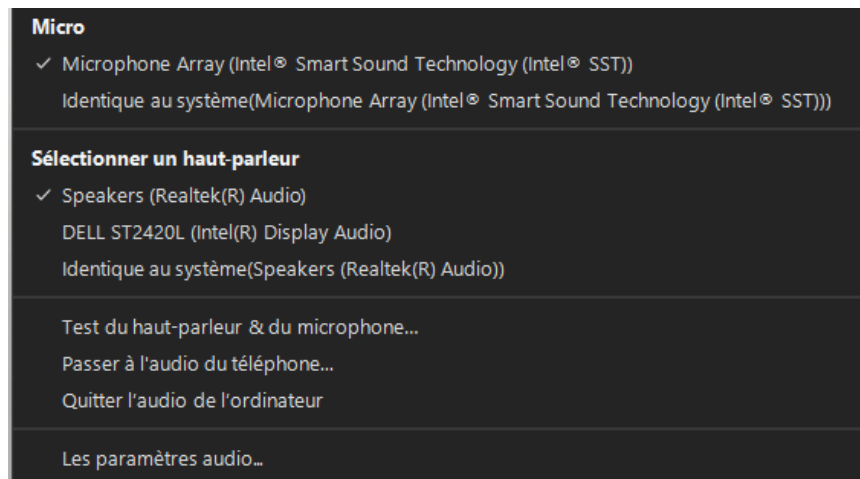 Micro
✓ Microphone Array (Intel® Smart Sound Technology (Intel® SST))
Identique au système(Microphone Array (Intel® Smart Sound Technology (Intel® SST)))
Sélectionner un haut-parleur
✓ Speakers (Realtek(R) Audio)
DELL ST2420L (Intel(R) Display Audio)
Identique au système(Speakers (Realtek(R) Audio))
Test du haut-parleur & du microphone...
Passer à l'audio du téléphone...
Quitter l'audio de l'ordinateur
Les paramètres audio...